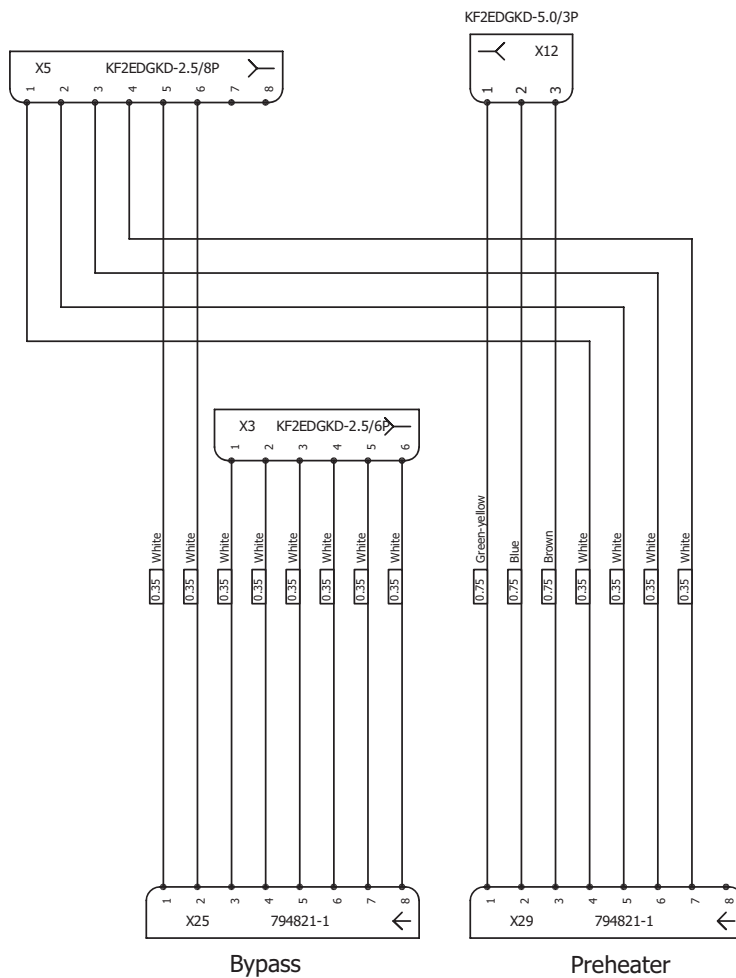 KF2EDGKD-5.0/3P
X5 KF2EDGKD-2.5/8P
1 2 3 4 5 6 7 8
X12
1 2 3
X3 KF2EDGKD-2.5/6P
1 2 3 4 5 6
0.35 White
0.35 White
0.35 White
0.35 White
0.35 White
0.35 White
0.35 White
0.35 White
0.75 Green-yellow
0.75 Blue
0.75 Brown
0.35 White
0.35 White
0.35 White
0.35 White
1 2 3 4 5 6 7 8
X25 794821-1
Bypass
1 2 3 4 5 6 7 8
X29 794821-1
Preheater